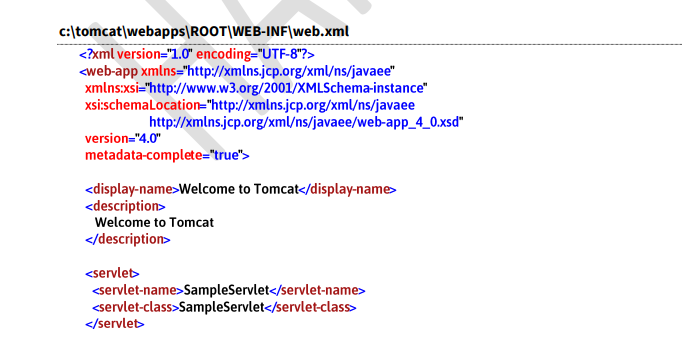 c:\tomcat\webapps\ROOT\WEB-INF\web.xml
<?xml version="1.0" encoding="UTF-8"?>
<web-app xmlns="http://xmlns.jcp.org/xml/ns/javaee"
xmlns:xsi="http://www.w3.org/2001/XMLSchema-instance"
xsi:schemaLocation="http://xmlns.jcp.org/xml/ns/javaee
http://xmlns.jcp.org/xml/ns/javaee/web-app_4_0.xsd"
version="4.0"
metadata-complete="true">
<display-name>Welcome to Tomcat</display-name>
<description>
Welcome to Tomcat
</description>
<servlet>
<servlet-name>SampleServlet</servlet-name>
<servlet-class>SampleServlet</servlet-class>
</servlet>